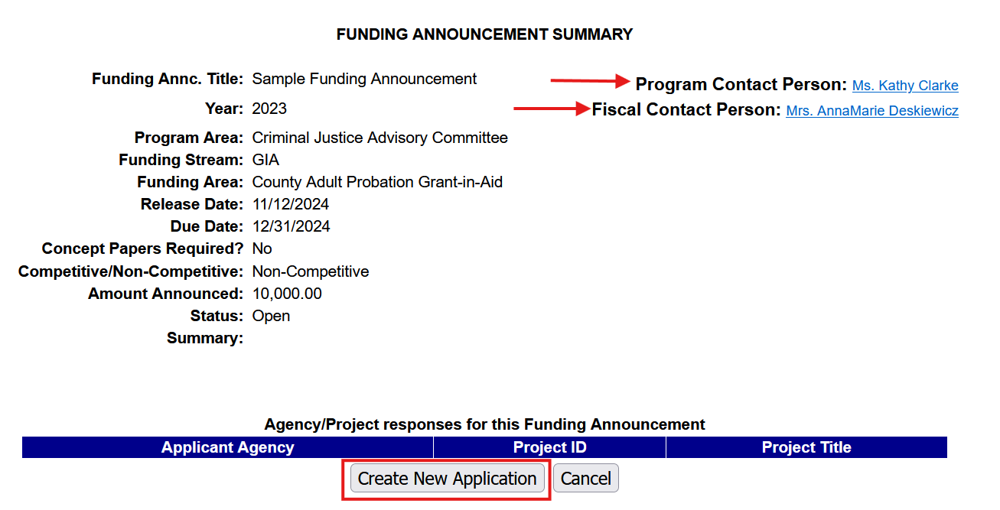 FUNDING ANNOUNCEMENT SUMMARY
Funding Annc. Title: Sample Funding Announcement
Program Contact Person: Ms. Kathy Clarke
Year: 2023
Fiscal Contact Person: Mrs. AnnaMarie Deskiewicz
Program Area: Criminal Justice Advisory Committee
Funding Stream: GIA
Funding Area: County Adult Probation Grant-in-Aid
Release Date: 11/12/2024
Due Date: 12/31/2024
Concept Papers Required? No
Competitive/Non-Competitive: Non-Competitive
Amount Announced: 10,000.00
Status: Open
Summary:
Agency/Project responses for this Funding Announcement
Applicant Agency Project ID Project Title
Create New Application Cancel